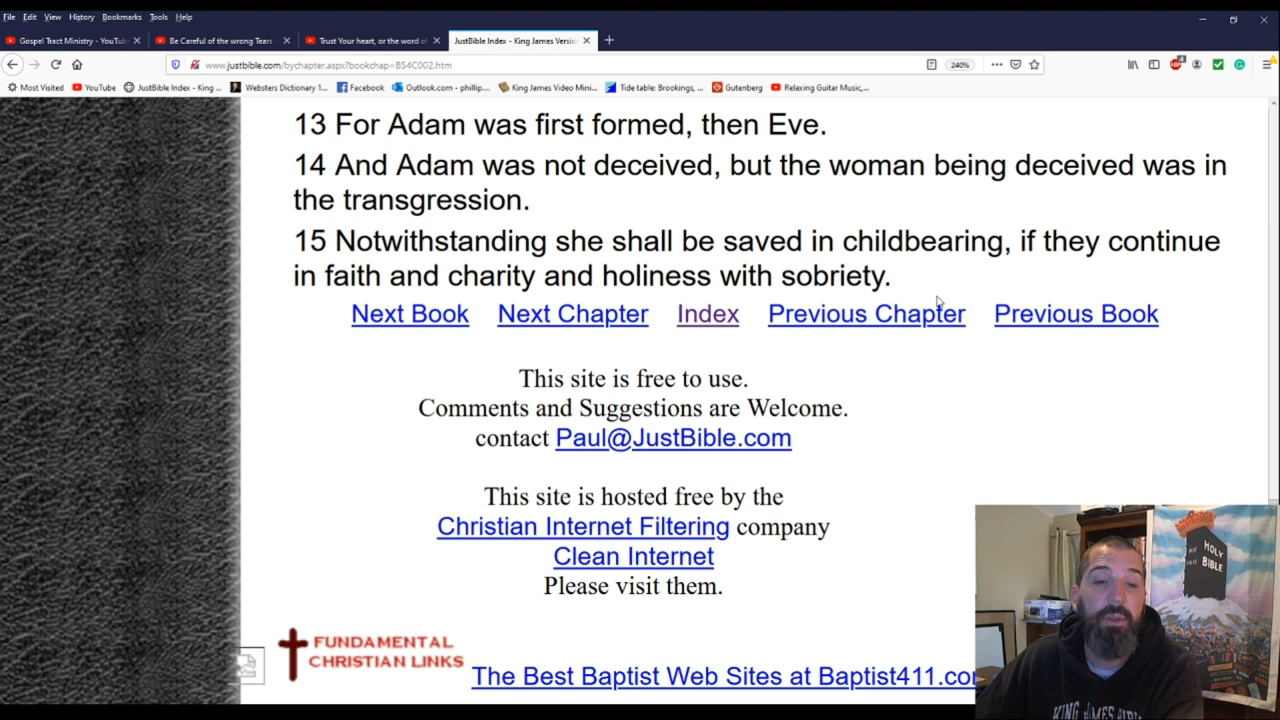 File Edit View History Bookmarks Tools Help
Gospel Tract Ministry - YouTu
Be Careful of the wrong Tears -
Trust Your heart, or the word of
JustBible Index - King James Versio
www.justbible.com/bychapter.aspx?bookchap=B54C002.htm
240%
Most Visited YouTube JustBible Index - King ... Websters Dictionary 1... Facebook Outlook.com - phillip... King James Video Mini... Tide table: Brookings, ... Gutenberg Relaxing Guitar Music,...
13 For Adam was first formed, then Eve.
14 And Adam was not deceived, but the woman being deceived was in
the transgression.
15 Notwithstanding she shall be saved in childbearing, if they continue
in faith and charity and holiness with sobriety.
Next Book Next Chapter Index Previous Chapter Previous Book
This site is free to use.
Comments and Suggestions are Welcome.
contact Paul@JustBible.com
This site is hosted free by the
Christian Internet Filtering company
Clean Internet
Please visit them.
FUNDAMENTAL
CHRISTIAN LINKS
The Best Baptist Web Sites at Baptist411.co
HOLY
BIBLE
AV
1611
KING JAMES